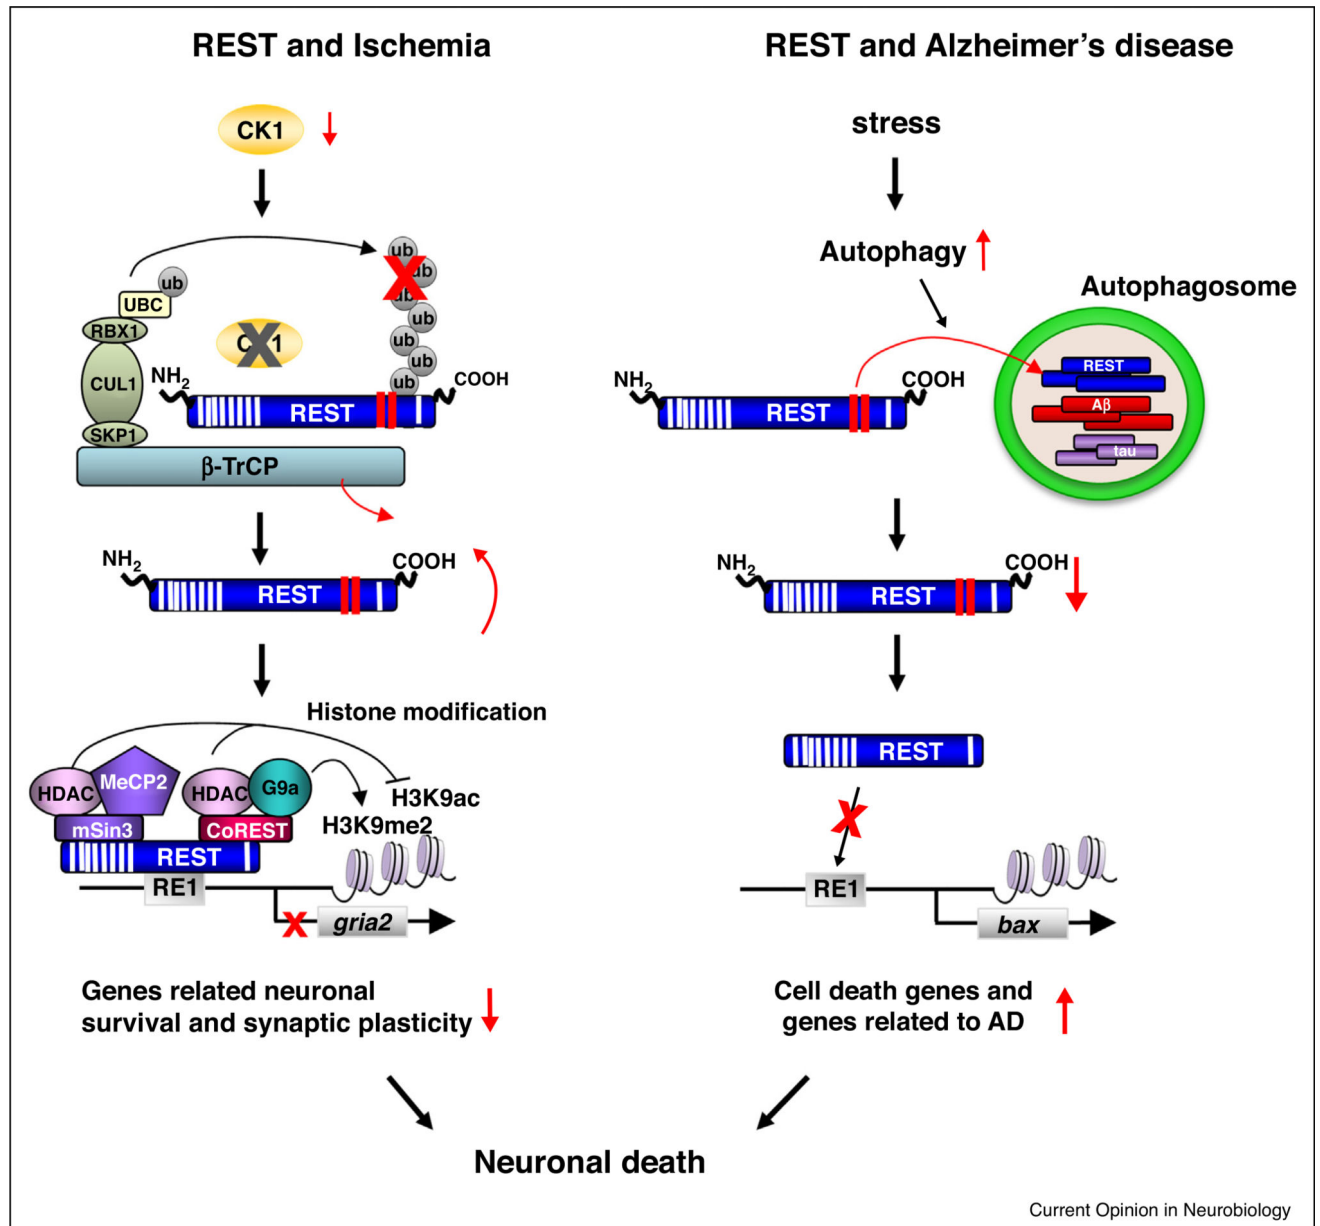 REST and Ischemia
CK1
ub
UBC
RBX1
CUL1
SKP1
ub
ub
ub
ub
ub
ub
ub
NH2
REST
COOH
β-TrCP
NH2
REST
COOH
Histone modification
HDAC
MeCP2
HDAC
G9a
mSin3
CoREST
H3K9ac
H3K9me2
REST
RE1
gria2
Genes related neuronal
survival and synaptic plasticity
REST and Alzheimer’s disease
stress
Autophagy
Autophagosome
NH2
REST
COOH
REST
Aβ
tau
NH2
REST
COOH
REST
RE1
bax
Cell death genes and
genes related to AD
Neuronal death
Current Opinion in Neurobiology